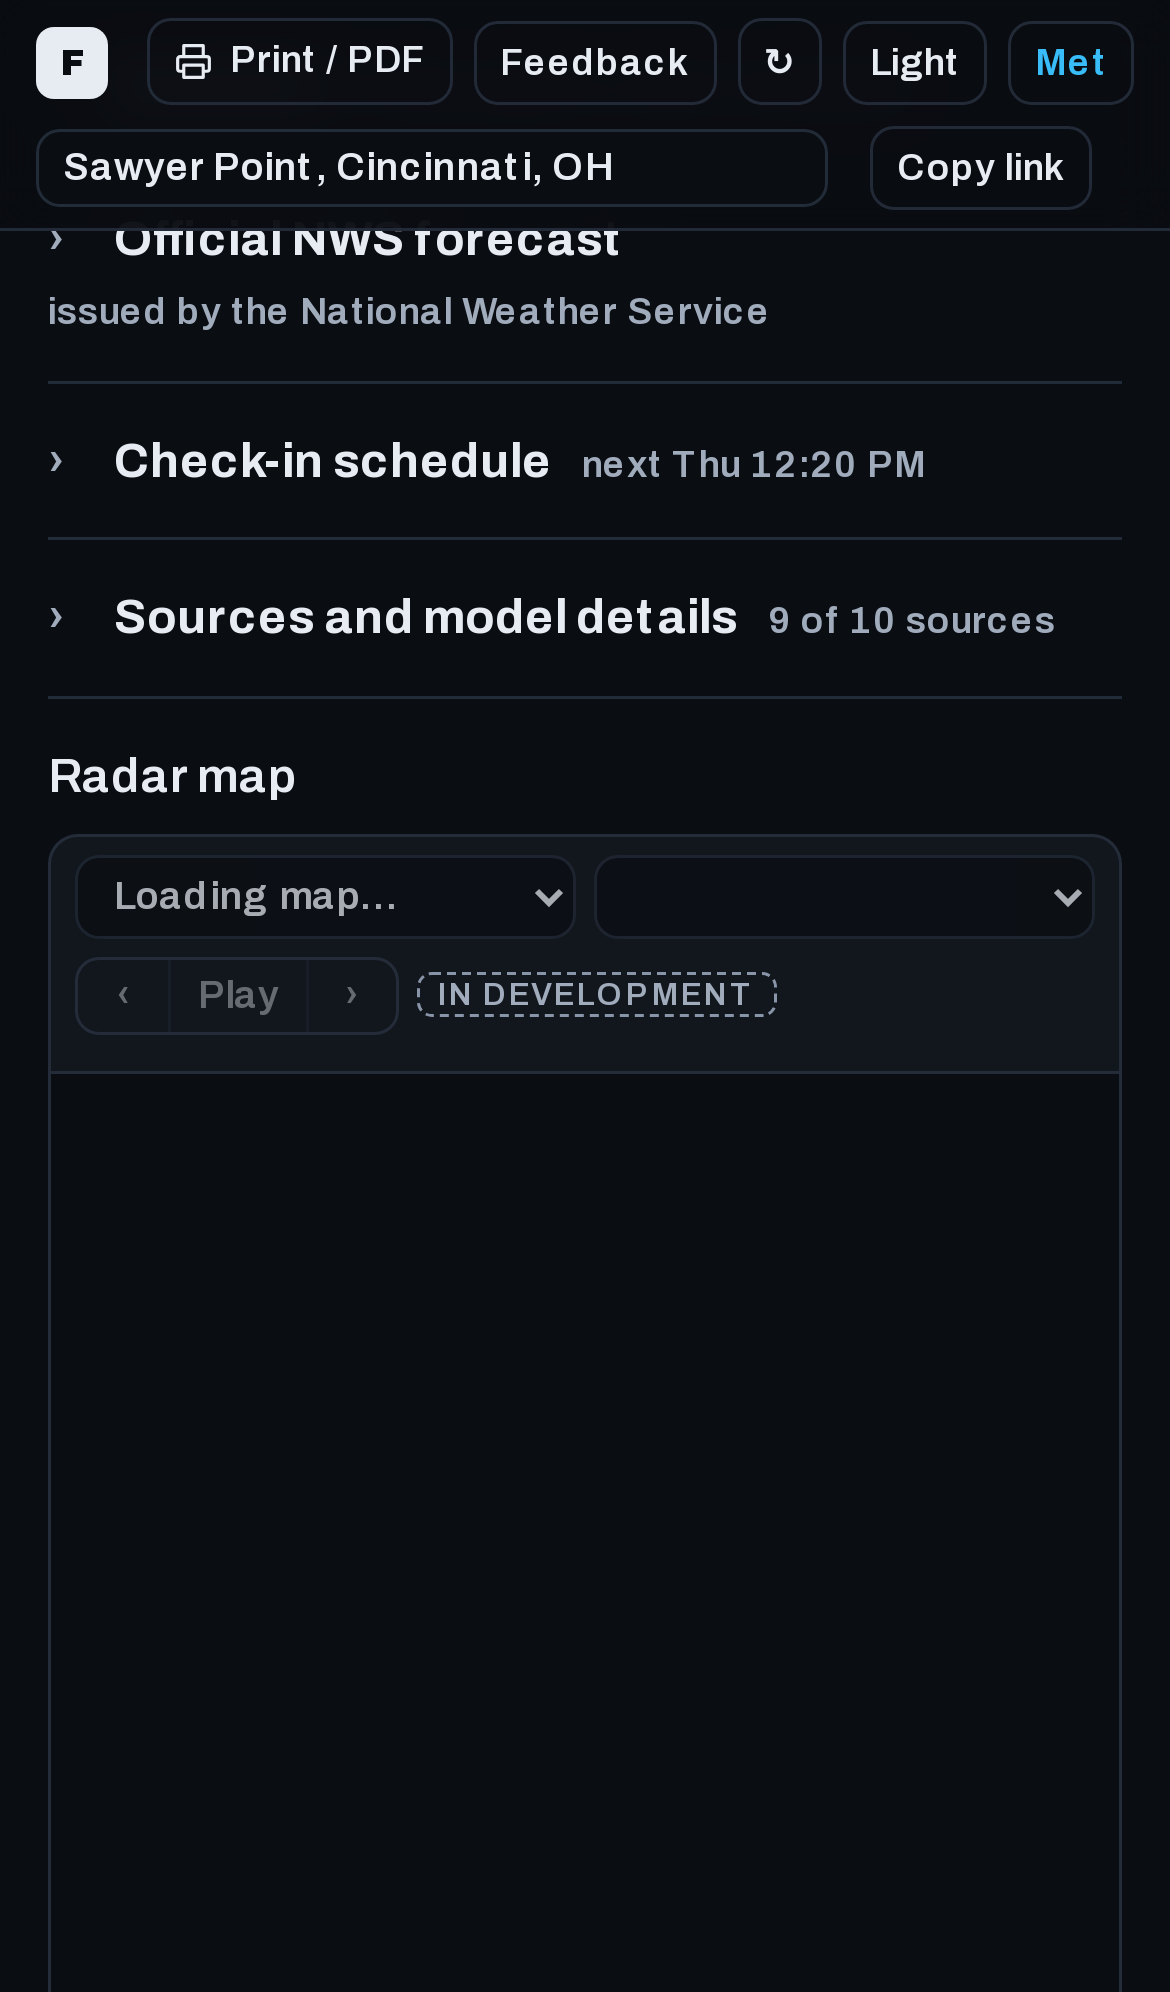 F
Print / PDF
Feedback
↻
Light
Met
Sawyer Point, Cincinnati, OH
Copy link
› Official NWS forecast
issued by the National Weather Service
› Check-in schedule next Thu 12:20 PM
› Sources and model details 9 of 10 sources
Radar map
Loading map...
‹ Play › IN DEVELOPMENT